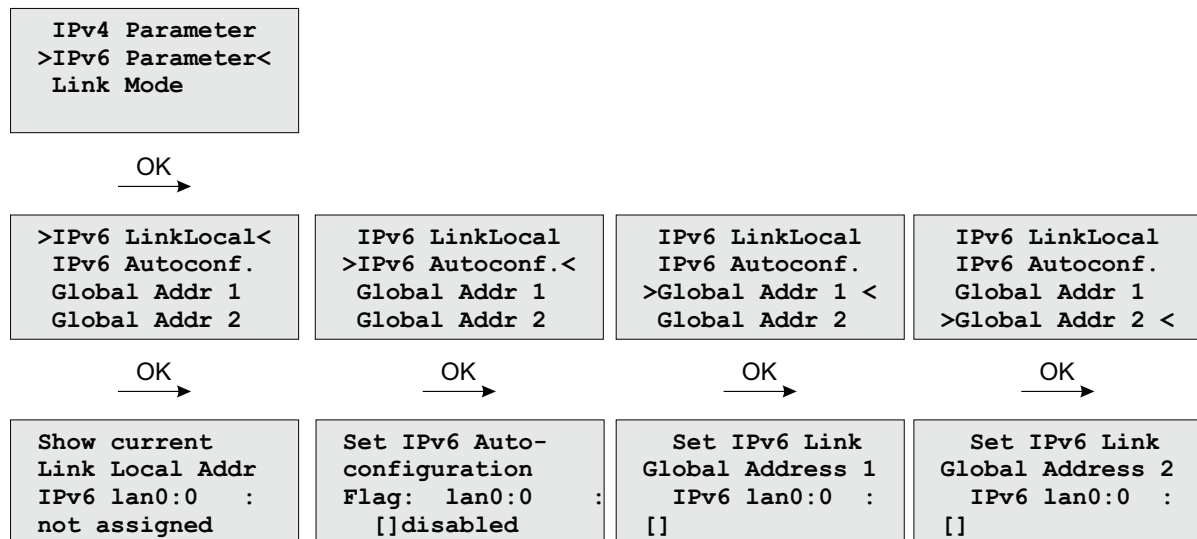 IPv4 Parameter
>IPv6 Parameter<
Link Mode
OK
>IPv6 LinkLocal<
IPv6 Autoconf.
Global Addr 1
Global Addr 2
IPv6 LinkLocal
>IPv6 Autoconf.<
Global Addr 1
Global Addr 2
IPv6 LinkLocal
IPv6 Autoconf.
>Global Addr 1 <
Global Addr 2
IPv6 LinkLocal
IPv6 Autoconf.
Global Addr 1
>Global Addr 2 <
OK
OK
OK
OK
Show current
Link Local Addr
IPv6 lan0:0 :
not assigned
Set IPv6 Auto-
configuration
Flag: lan0:0 :
[]disabled
Set IPv6 Link
Global Address 1
IPv6 lan0:0 :
[]
Set IPv6 Link
Global Address 2
IPv6 lan0:0 :
[]